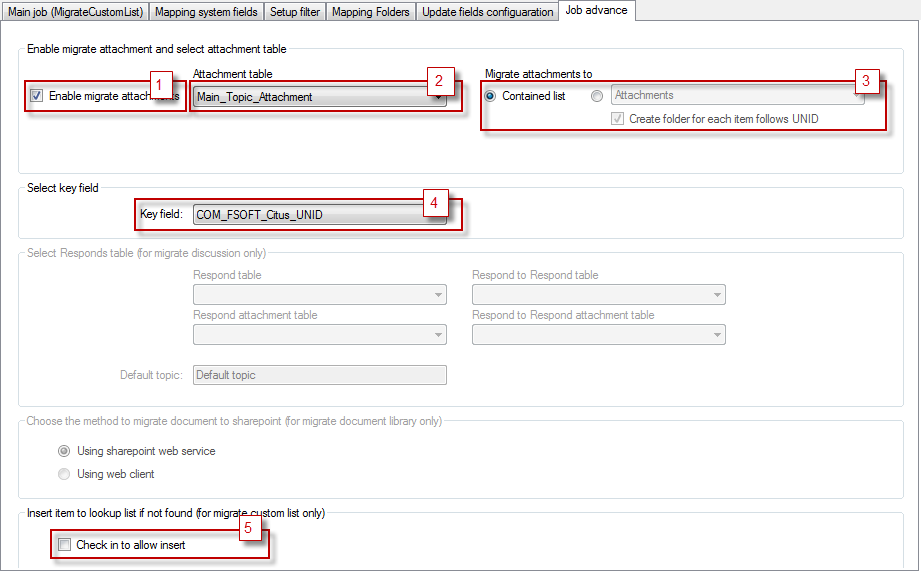 Main job (MigrateCustomList) Mapping system fields Setup filter Mapping Folders Update fields configuaration Job advance
Enable migrate attachment and select attachment table
Attachment table
Migrate attachments to
1
2
3
Enable migrate attachments
Main_Topic_Attachment
Contained list
Attachments
Create folder for each item follows UNID
Select key field
4
Key field: COM_FSOFT_Citus_UNID
Select Responds table (for migrate discussion only)
Respond table
Respond to Respond table
Respond attachment table
Respond to Respond attachment table
Default topic: Default topic
Choose the method to migrate document to sharepoint (for migrate document library only)
Using sharepoint web service
Using web client
Insert item to lookup list if not found (for migrate custom list only)
5
Check in to allow insert